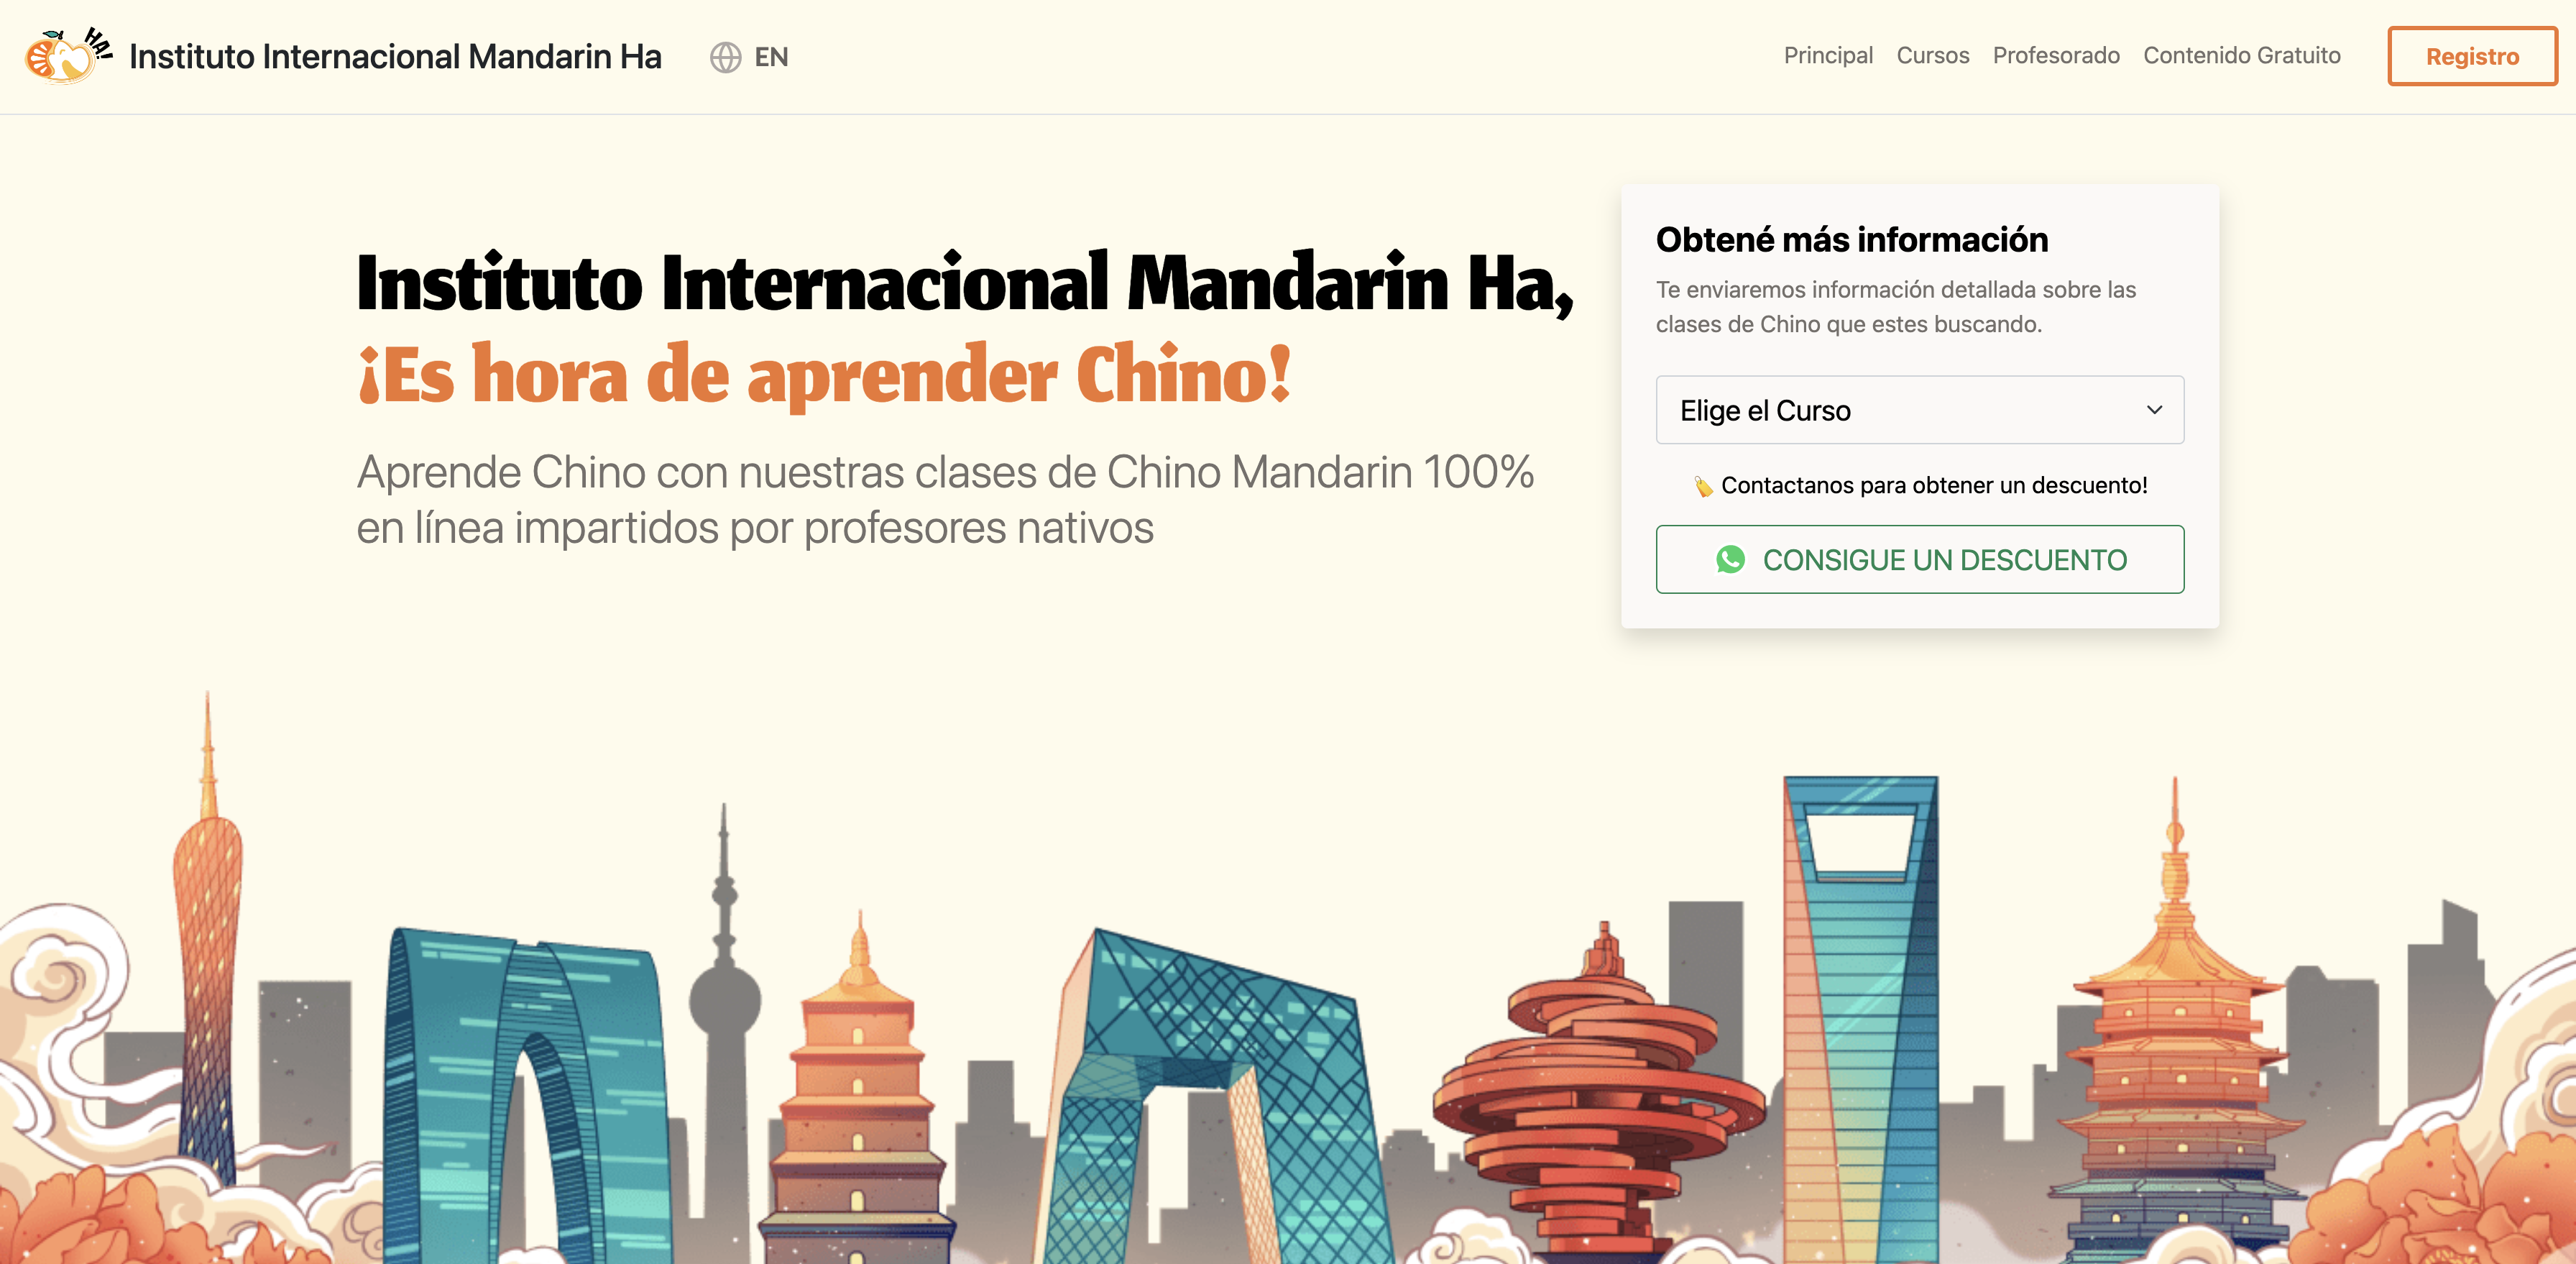 HA!
Instituto Internacional Mandarin Ha
EN
Principal
Cursos
Profesorado
Contenido Gratuito
Registro
Instituto Internacional Mandarin Ha,
¡Es hora de aprender Chino!
Aprende Chino con nuestras clases de Chino Mandarin 100%
en línea impartidos por profesores nativos
Obtené más información
Te enviaremos información detallada sobre las
clases de Chino que estes buscando.
Elige el Curso
Contactanos para obtener un descuento!
CONSIGUE UN DESCUENTO